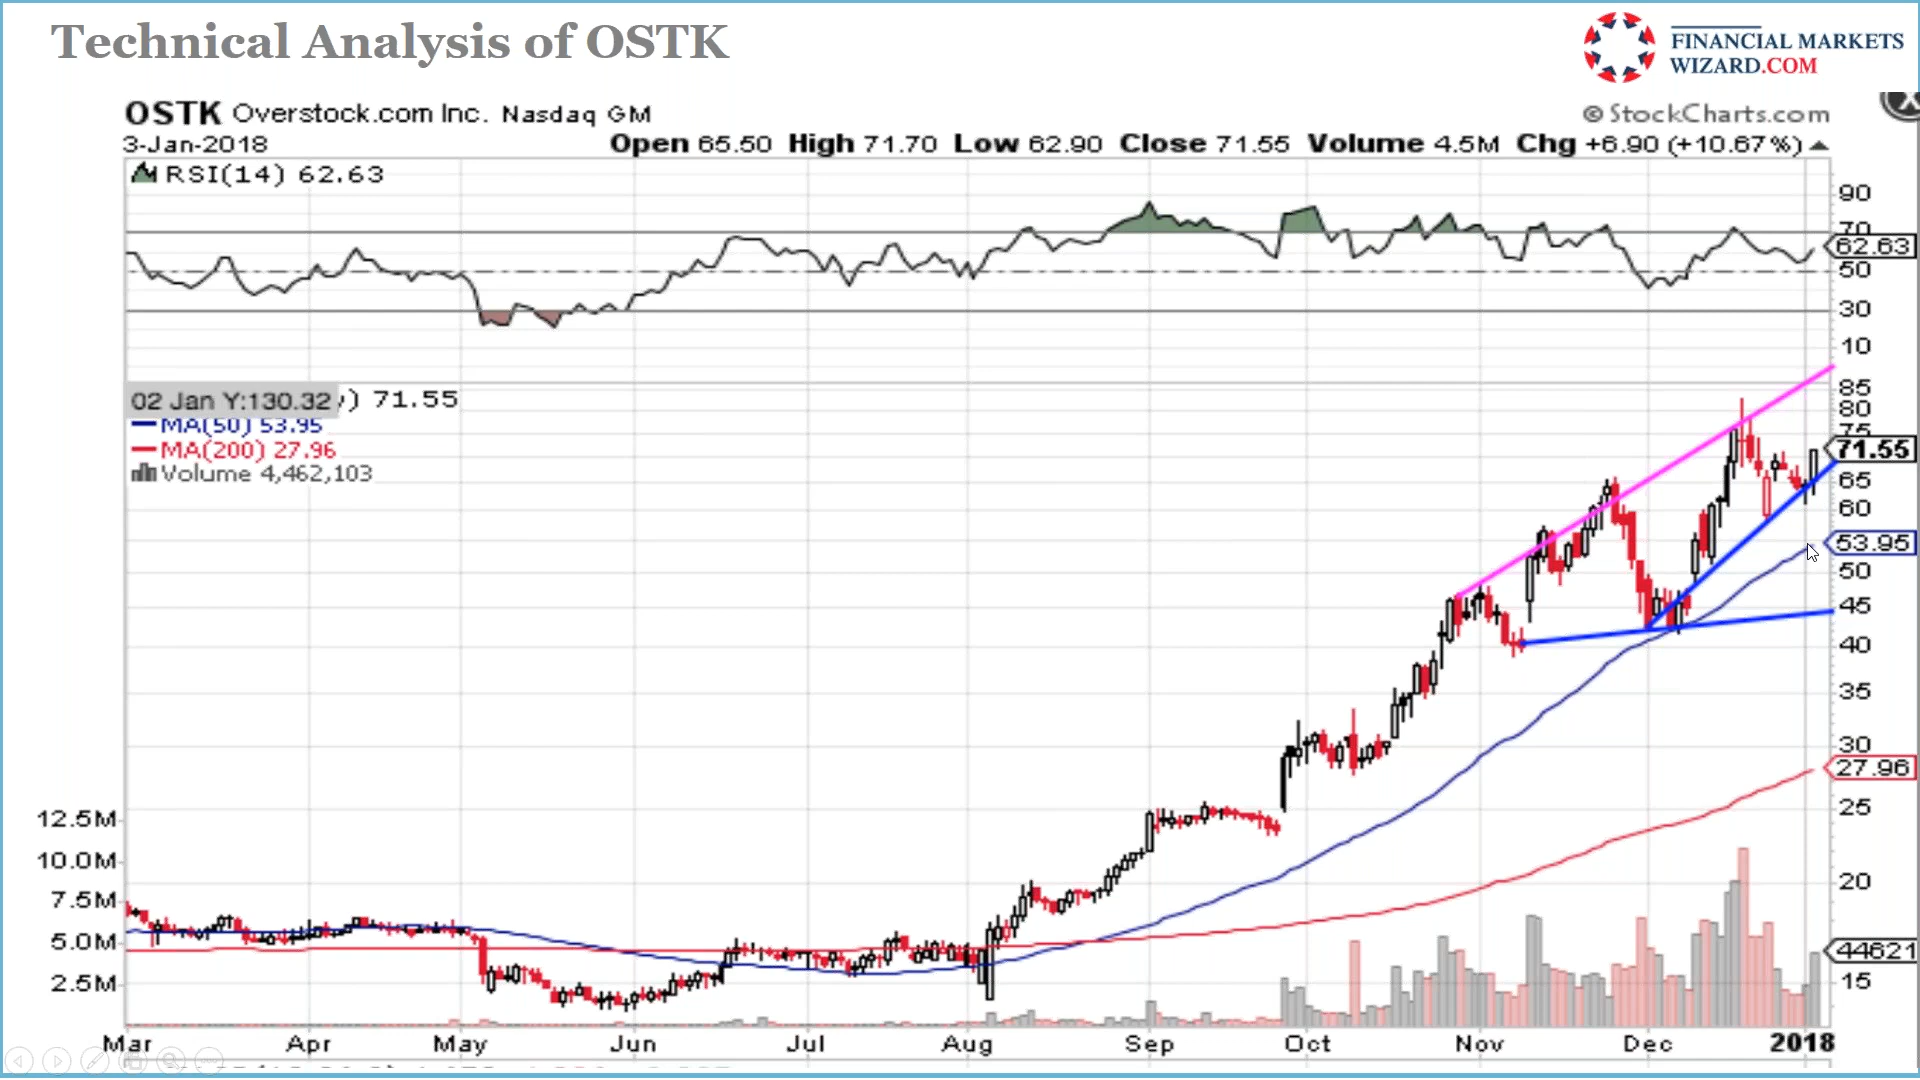 Technical Analysis of OSTK
FINANCIAL MARKETS
WIZARD.COM
OSTK Overstock.com Inc. Nasdaq GM
© StockCharts.com
X
3-Jan-2018
Open 65.50 High 71.70 Low 62.90 Close 71.55 Volume 4.5M Chg +6.90 (+10.67%)
RSI(14) 62.63
90
70
62.63
50
30
10
02 Jan Y:130.32 ) 71.55
MA(50) 53.95
MA(200) 27.96
Volume 4,462,103
85
80
75
71.55
65
60
53.95
50
45
40
35
30
27.96
25
20
44621
15
12.5M
10.0M
7.5M
5.0M
2.5M
Mar Apr May Jun Jul Aug Sep Oct Nov Dec 2018